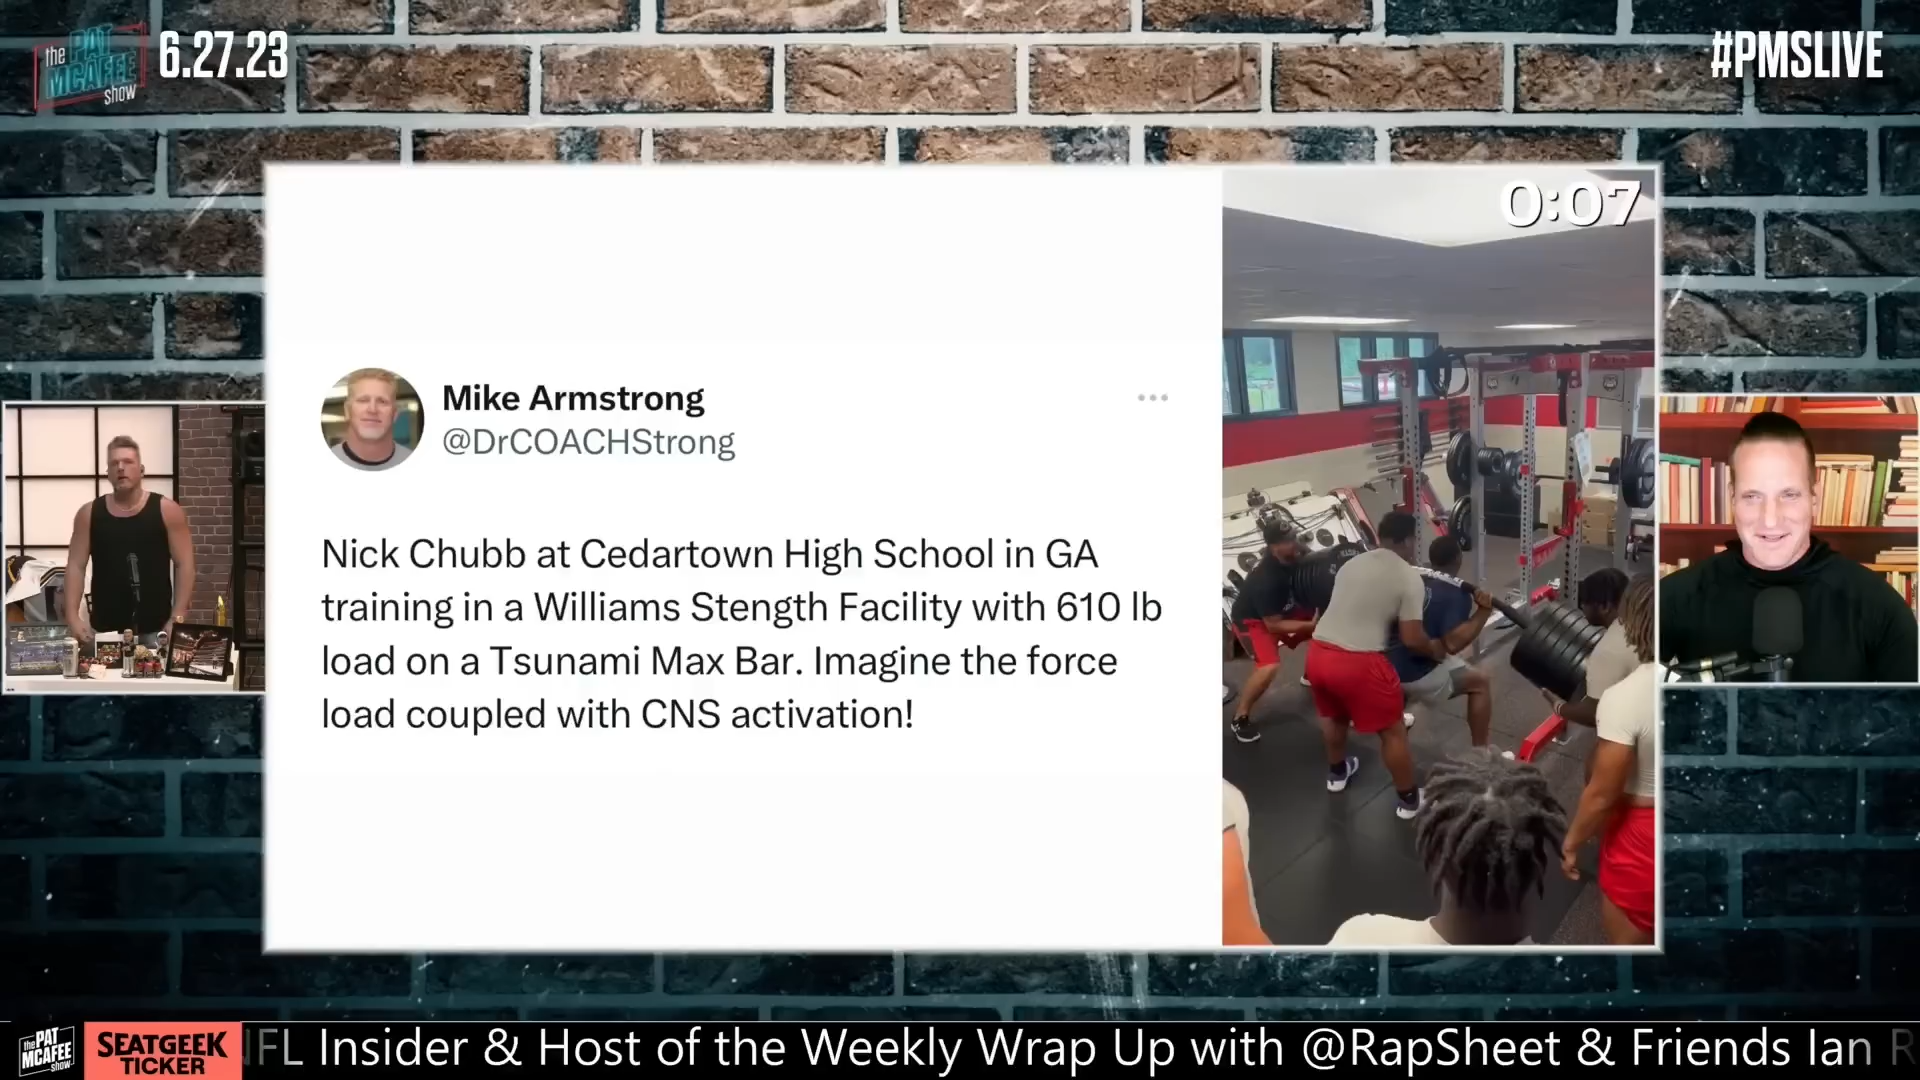 the PAT MCAFEE show
6.27.23
#PMSLIVE
0:07
Mike Armstrong
@DrCOACHStrong
Nick Chubb at Cedartown High School in GA
training in a Williams Stength Facility with 610 lb
load on a Tsunami Max Bar. Imagine the force
load coupled with CNS activation!
the PAT MCAFEE show
SEATGEEK
TICKER
NFL Insider & Host of the Weekly Wrap Up with @RapSheet & Friends Ian R